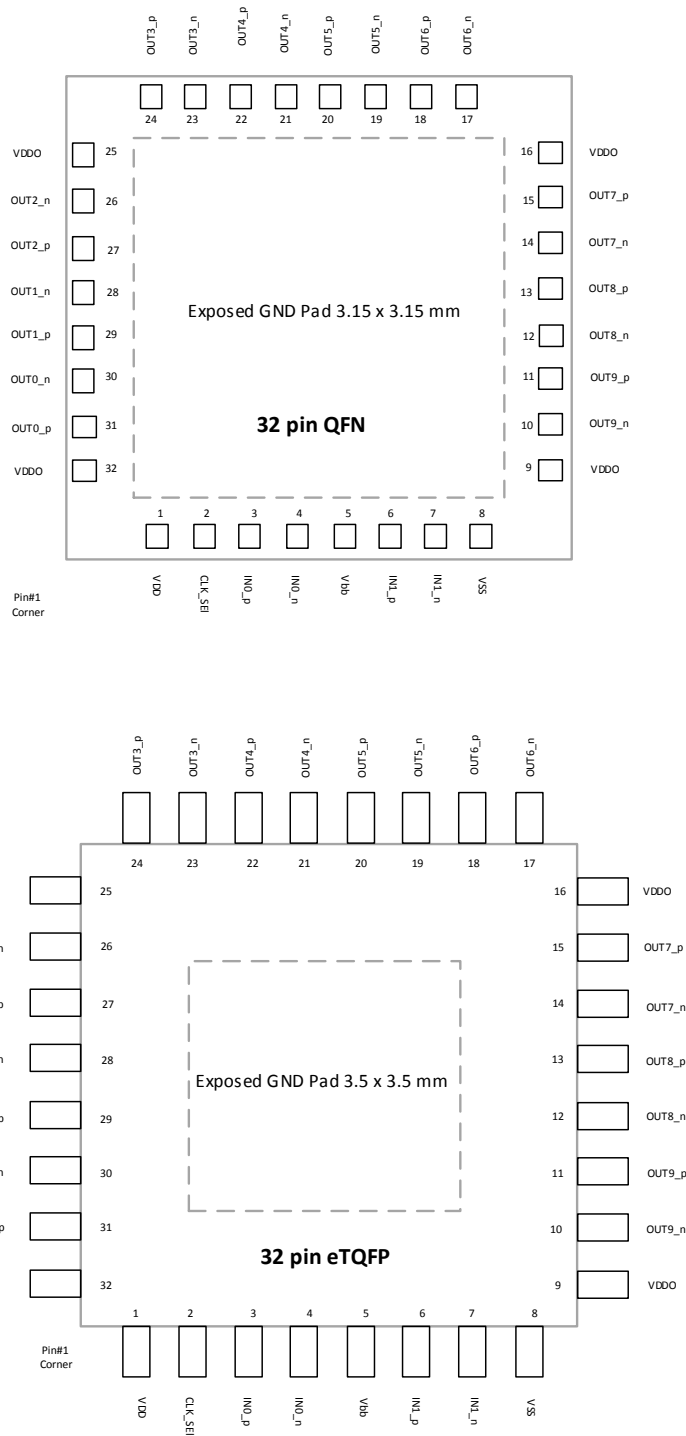 OUT3_p OUT3_n OUT4_p OUT4_n OUT5_p OUT5_n OUT6_p OUT6_n
24 23 22 21 20 19 18 17
VDDO 25 16 VDDO
OUT2_n 26 15 OUT7_p
OUT2_p 27 14 OUT7_n
OUT1_n 28 13 OUT8_p
Exposed GND Pad 3.15 x 3.15 mm
OUT1_p 29 12 OUT8_n
OUT0_n 30 11 OUT9_p
OUT0_p 31 32 pin QFN 10 OUT9_n
VDDO 32 9 VDDO
1 2 3 4 5 6 7 8
VDD CLK_SEl IN0_p IN0_n Vbb IN1_p IN1_n VSS
Pin#1
Corner
OUT3_p OUT3_n OUT4_p OUT4_n OUT5_p OUT5_n OUT6_p OUT6_n
24 23 22 21 20 19 18 17
25 16 VDDO
n 26 15 OUT7_p
p 27 14 OUT7_n
n 28 13 OUT8_p
Exposed GND Pad 3.5 x 3.5 mm
p 29 12 OUT8_n
n 30 11 OUT9_p
p 31 10 OUT9_n
32 pin eTQFP
32 9 VDDO
1 2 3 4 5 6 7 8
Pin#1
Corner
VDD CLK_SEl IN0_p IN0_n Vbb IN1_p IN1_n VSS